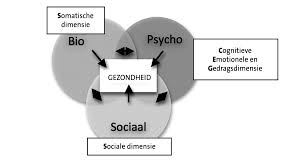 Somatische
dimensie
Bio
Psycho
Cognitieve
Emotionele en
Gedragsdimensie
GEZONDHEID
Sociaal
Sociale dimensie